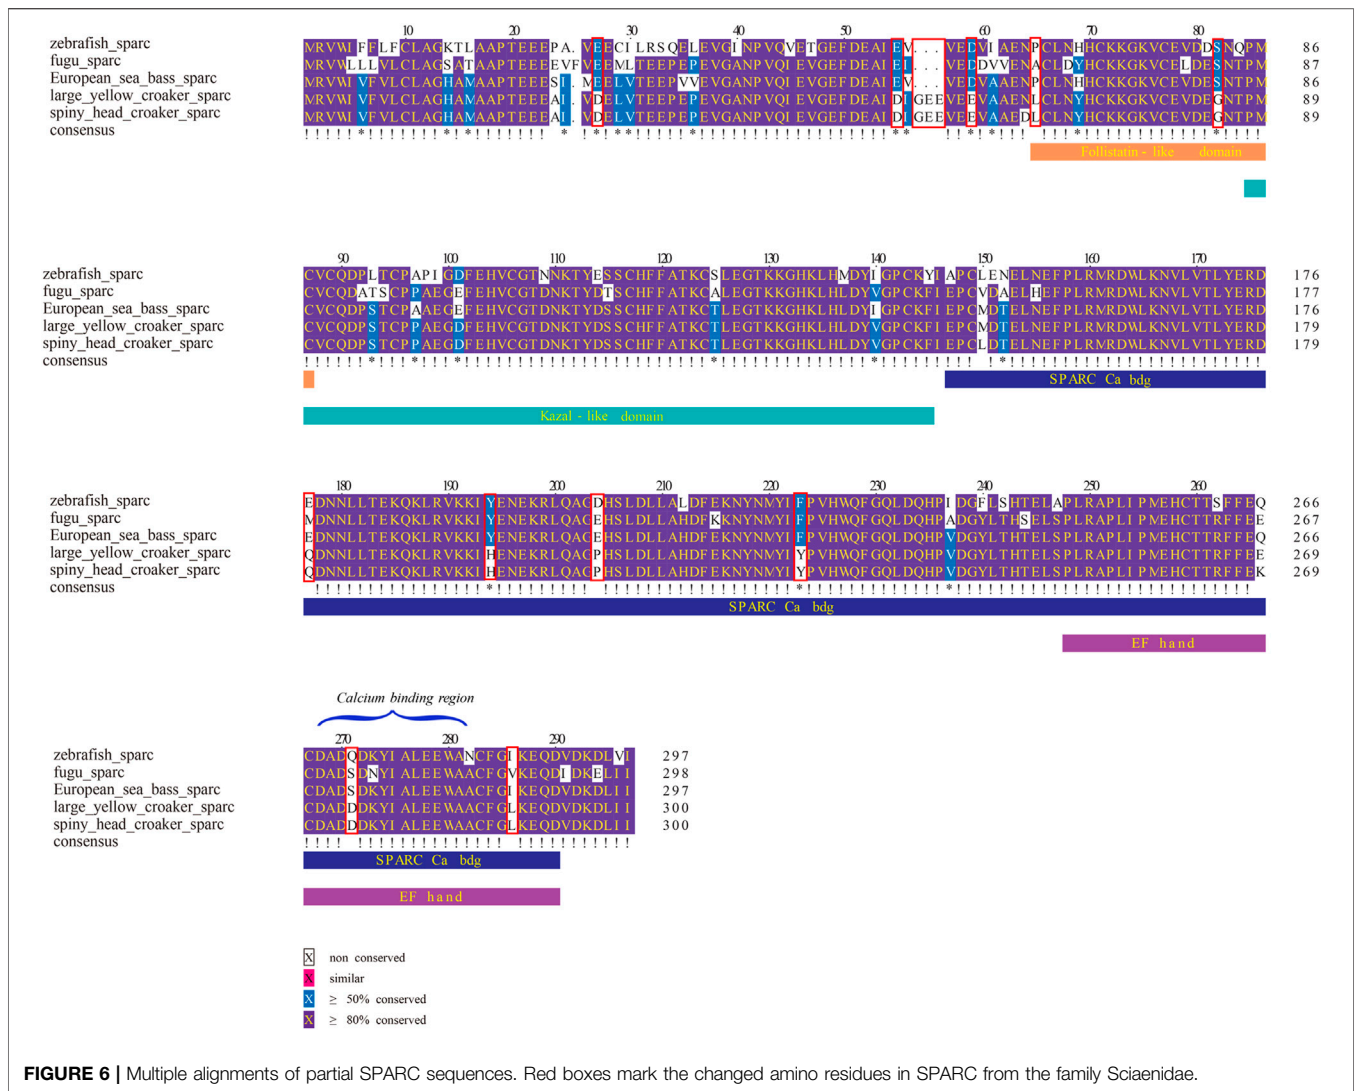 10 20 30 40 50 60 70 80
zebrafish_sparc MRVWIFFLFCLAGKTLAAPTEEEPA.VEECILRSQELEVGINPVQVETGEFDEAIEV...VEDVIAENPCLNHHCKKGKVCEVDDSNQPM 86
fugu_sparc MRVWLLLVLCLAGSATAAPTEEEEVFVEEMLTEEPEPEVGANPVQIEVGEFDEAIEI...VEDDVVENACLDYHCKKGKVCELDESNTPM 87
European_sea_bass_sparc MRVWIVFVLCLAGHAMAAPTEEESI.MEELVTEEPVVEVGANPVQIEVGEFDEAIEV...VEDVAAENPCLNHHCKKGKVCEVDESNTPM 86
large_yellow_croaker_sparc MRVWIVFVLCLAGHAMAAPTEEEAI.VDELVTEEPEPEVGANPVQIEVGEFDEAIDIGEEVEEVAAENLCLNYHCKKGKVCEVDEGNTPM 89
spiny_head_croaker_sparc MRVWIVFVLCLAGHAMAAPTEEEAI.VDELVTEEPEPEVGANPVQIEVGEFDEAIDIGEEVEEVAAEDLCLNYHCKKGKVCEVDEGNTPM 89
consensus
Follistatin - like domain
90 100 110 120 130 140 150 160 170
zebrafish_sparc CVCQDPLTCPAPIGDFEHVCGTNNKTYESSCHFFATKCSLEGTKKGHKLHMDYIGPCKYIAPCLENELNEFPLRMRDWLKNVLVTLYERD 176
fugu_sparc CVCQDATSCPPAEGEFEHVCGTDNKTYDTSCHFFATKCALEGTKKGHKLHLDYVGPCKFIEPCVDAELHEFPLRMRDWLKNVLVTLYERD 177
European_sea_bass_sparc CVCQDPSTCPAAEGEFEHVCGTDNKTYDSSCHFFATKCTLEGTKKGHKLHLDYIGPCKFIEPCMDTELNEFPLRMRDWLKNVLVTLYERD 176
large_yellow_croaker_sparc CVCQDPSTCPPAEGDFEHVCGTDNKTYDSSCHFFATKCTLEGTKKGHKLHLDYVGPCKFIEPCMDTELNEFPLRMRDWLKNVLVTLYERD 179
spiny_head_croaker_sparc CVCQDPSTCPPAEGDFEHVCGTDNKTYDSSCHFFATKCTLEGTKKGHKLHLDYVGPCKFIEPCLDTELNEFPLRMRDWLKNVLVTLYERD 179
consensus
SPARC Ca bdg
Kazal - like domain
180 190 200 210 220 230 240 250 260
zebrafish_sparc EDNNLLTEKQKLRVKKIYENEKRLQAGDHSLDLLALDFEKNYNMYIFPVHWQFGQLDQHPIDGFLSHTELAPLRAPLIPMEHCTTSFFEQ 266
fugu_sparc MDNNLLTEKQKLRVKKIYENEKRLQAGEHSLDLLAHDFKKNYNMYIFPVHWQFGQLDQHPADGYLTHSELSPLRAPLIPMEHCTTRFFEE 267
European_sea_bass_sparc EDNNLLTEKQKLRVKKIYENEKRLQAGEHSLDLLAHDFEKNYNMYIFPVHWQFGQLDQHPVDGYLTHTELSPLRAPLIPMEHCTTRFFEQ 266
large_yellow_croaker_sparc QDNNLLTEKQKLRVKKIHENEKRLQAGPHSLDLLAHDFEKNYNMYIYPVHWQFGQLDQHPVDGYLTHTELSPLRAPLIPMEHCTTRFFEE 269
spiny_head_croaker_sparc QDNNLLTEKQKLRVKKIHENEKRLQAGPHSLDLLAHDFEKNYNMYIYPVHWQFGQLDQHPVDGYLTHTELSPLRAPLIPMEHCTTRFFEK 269
consensus
SPARC Ca bdg
EF hand
Calcium binding region
270 280 290
zebrafish_sparc CDADQDKYIALEEWANCFGIKEQDVDKDLVI 297
fugu_sparc CDADSDNYIALEEWAACFGVKEQDIDKELII 298
European_sea_bass_sparc CDADSDKYIALEEWAACFGIKEQDVDKDLII 297
large_yellow_croaker_sparc CDADDDKYIALEEWAACFGLKEQDVDKDLII 300
spiny_head_croaker_sparc CDADDDKYIALEEWAACFGLKEQDVDKDLII 300
consensus
SPARC Ca bdg
EF hand
X non conserved
X similar
X ≥ 50% conserved
X ≥ 80% conserved
FIGURE 6 | Multiple alignments of partial SPARC sequences. Red boxes mark the changed amino residues in SPARC from the family Sciaenidae.